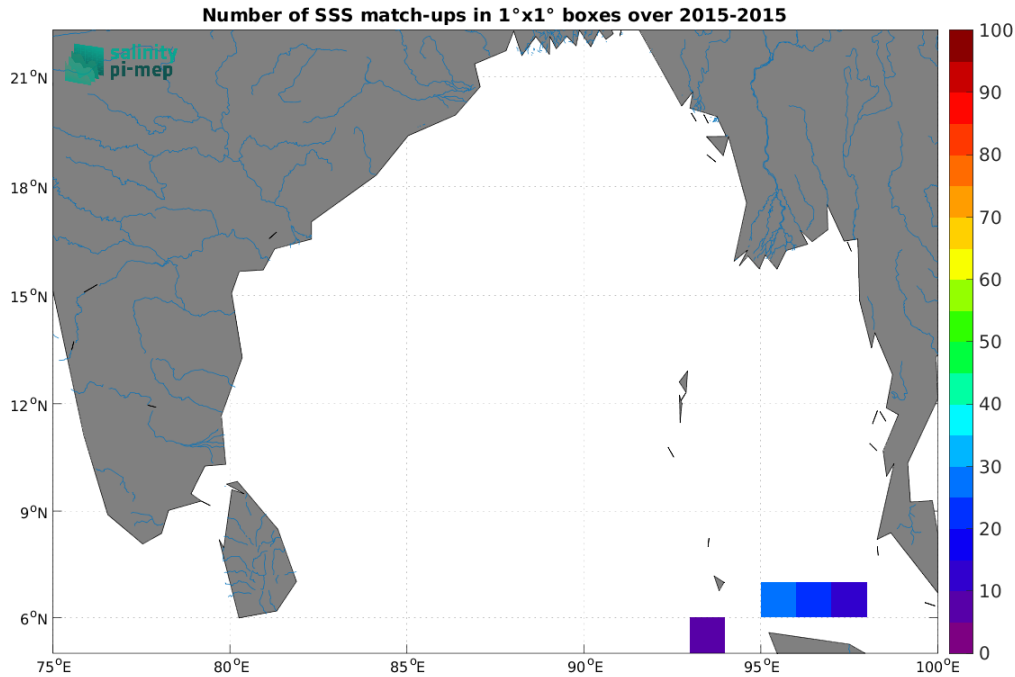 Number of SSS match-ups in 1°x1° boxes over 2015-2015
salinity
pi-mep
21°N
18°N
15°N
12°N
9°N
6°N
75°E
80°E
85°E
90°E
95°E
100°E
100
90
80
70
60
50
40
30
20
10
0